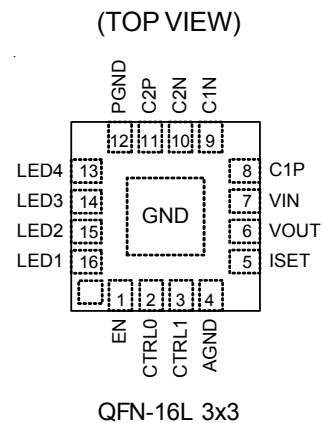 (TOP VIEW)
PGND C2P C2N C1N
12 11 10 9
LED4 13 8 C1P
LED3 14 7 VIN
GND
LED2 15 6 VOUT
LED1 16 5 ISET
1 2 3 4
EN CTRL0 CTRL1 AGND
QFN-16L 3x3